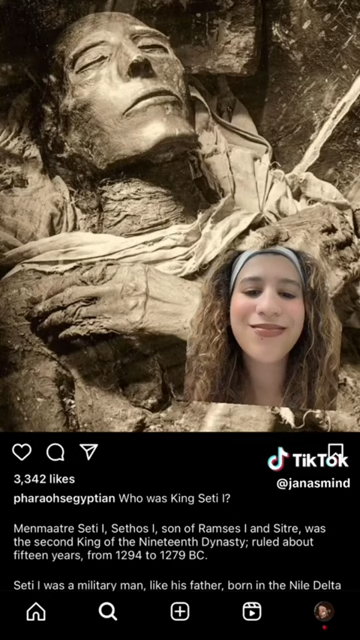 3,342 likes
TikTok
@janasmind
pharaohsegyptian Who was King Seti I?
Menmaatre Seti I, Sethos I, son of Ramses I and Sitre, was
the second King of the Nineteenth Dynasty; ruled about
fifteen years, from 1294 to 1279 BC.
Seti I was a military man, like his father, born in the Nile Delta